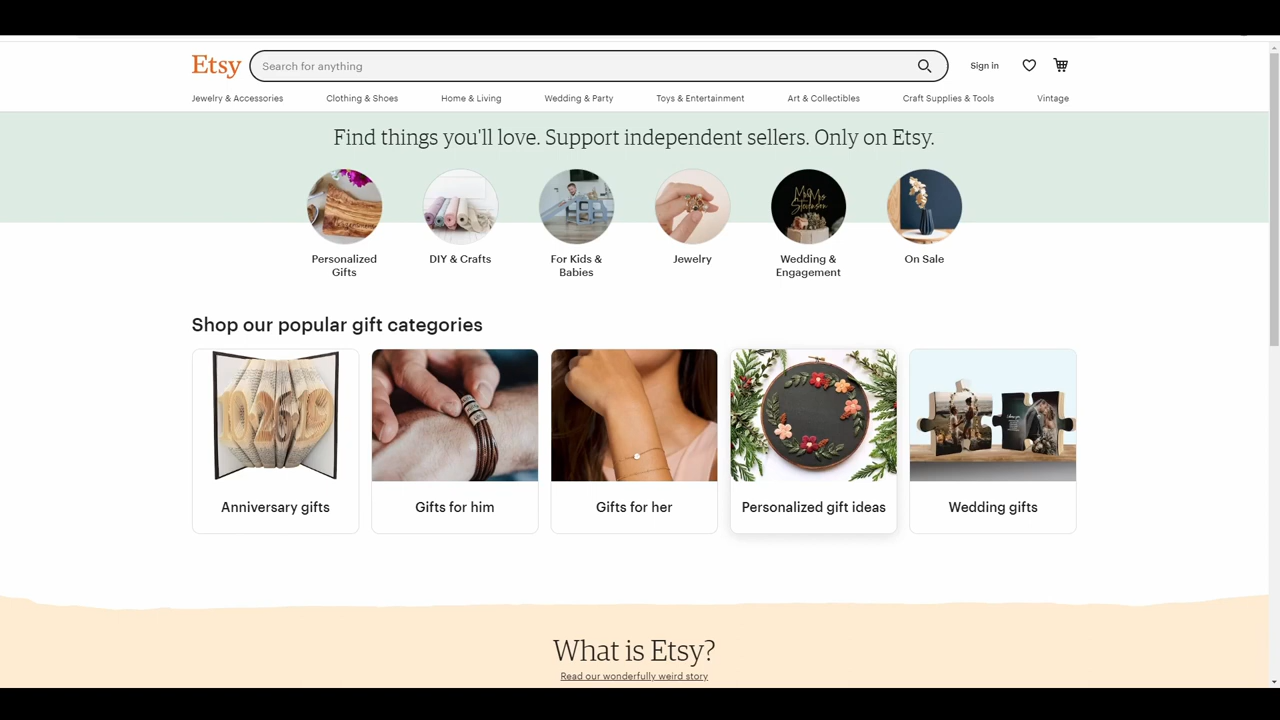 Etsy
Search for anything
Sign in
Jewelry & Accessories
Clothing & Shoes
Home & Living
Wedding & Party
Toys & Entertainment
Art & Collectibles
Craft Supplies & Tools
Vintage
Find things you'll love. Support independent sellers. Only on Etsy.
Personalized
Gifts
DIY & Crafts
For Kids &
Babies
Jewelry
Wedding &
Engagement
On Sale
Shop our popular gift categories
Anniversary gifts
Gifts for him
Gifts for her
Personalized gift ideas
Wedding gifts
What is Etsy?
Read our wonderfully weird story